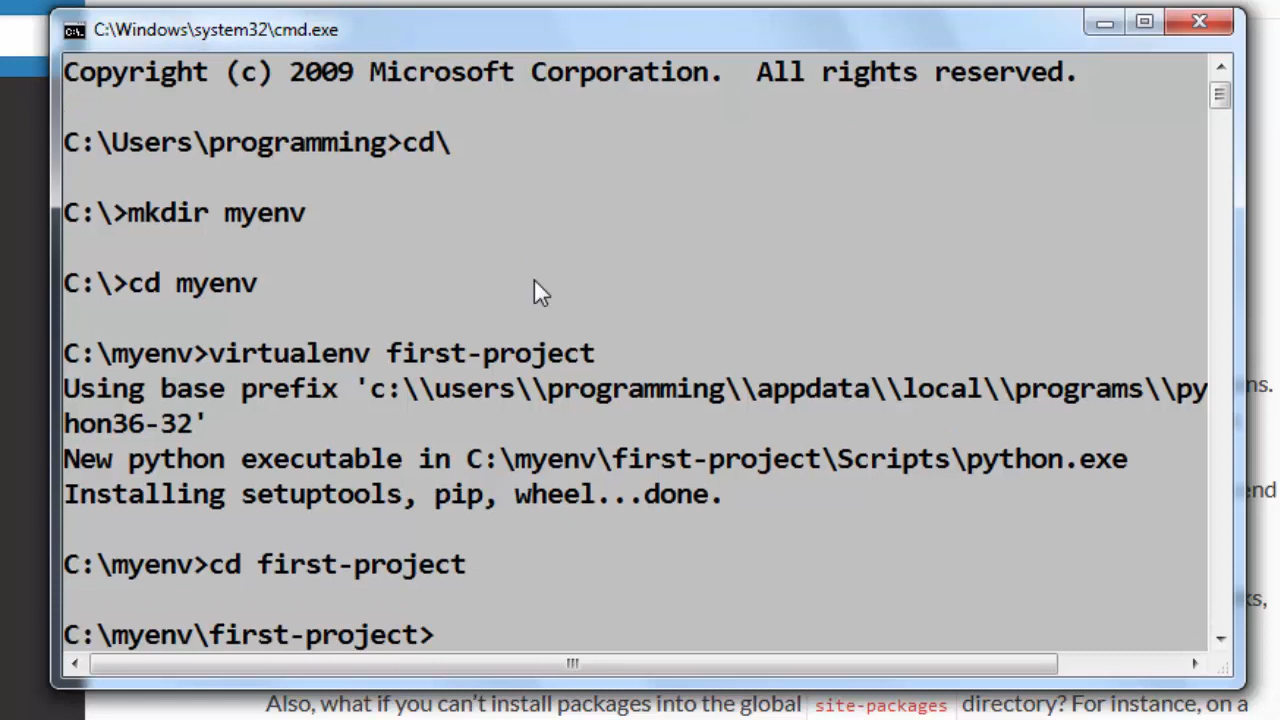 C:\Windows\system32\cmd.exe
Copyright (c) 2009 Microsoft Corporation.  All rights reserved.
C:\Users\programming>cd\
C:\>mkdir myenv
C:\>cd myenv
C:\myenv>virtualenv first-project
Using base prefix 'c:\\users\\programming\\appdata\\local\\programs\\py
hon36-32'
New python executable in C:\myenv\first-project\Scripts\python.exe
Installing setuptools, pip, wheel...done.
C:\myenv>cd first-project
C:\myenv\first-project>
ns.
end
ks,
Also, what if you can't install packages into the global site-packages directory? For instance, on a